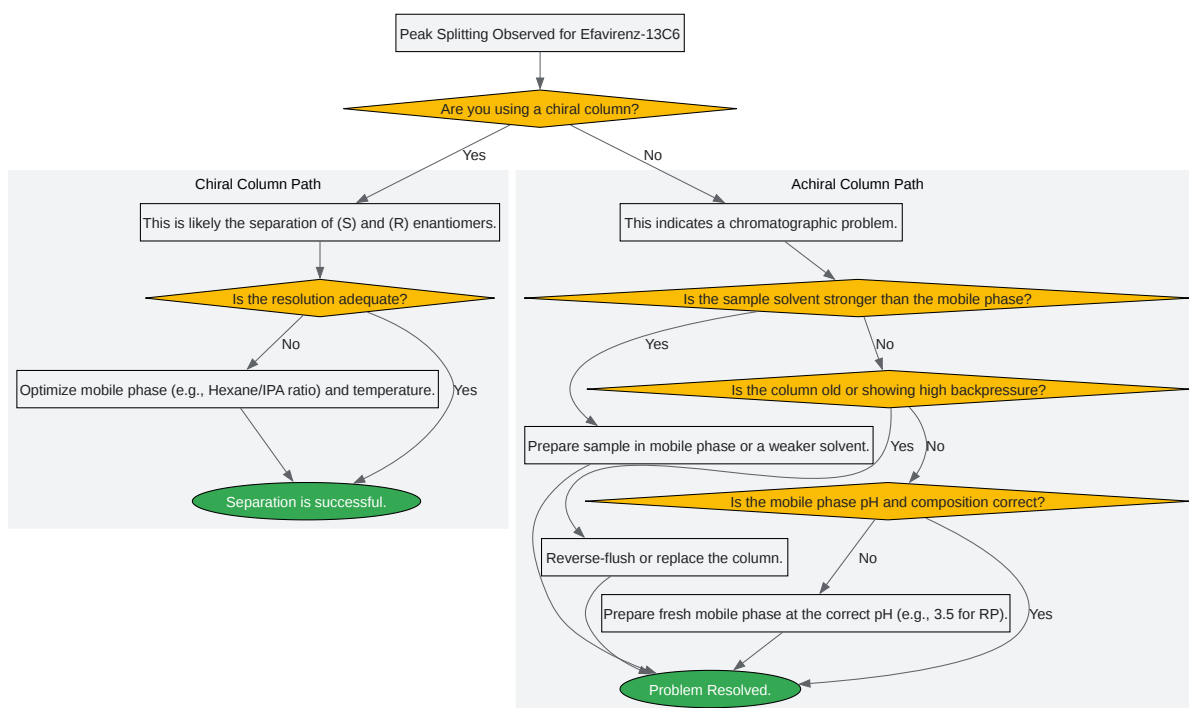 Peak Splitting Observed for Efavirenz-13C6
Are you using a chiral column?
Yes
No
Chiral Column Path
This is likely the separation of (S) and (R) enantiomers.
Is the resolution adequate?
No
Optimize mobile phase (e.g., Hexane/IPA ratio) and temperature.
Yes
Separation is successful.
Achiral Column Path
This indicates a chromatographic problem.
Is the sample solvent stronger than the mobile phase?
Yes
No
Is the column old or showing high backpressure?
Prepare sample in mobile phase or a weaker solvent.
Yes
No
Is the mobile phase pH and composition correct?
Reverse-flush or replace the column.
No
Prepare fresh mobile phase at the correct pH (e.g., 3.5 for RP).
Yes
Problem Resolved.